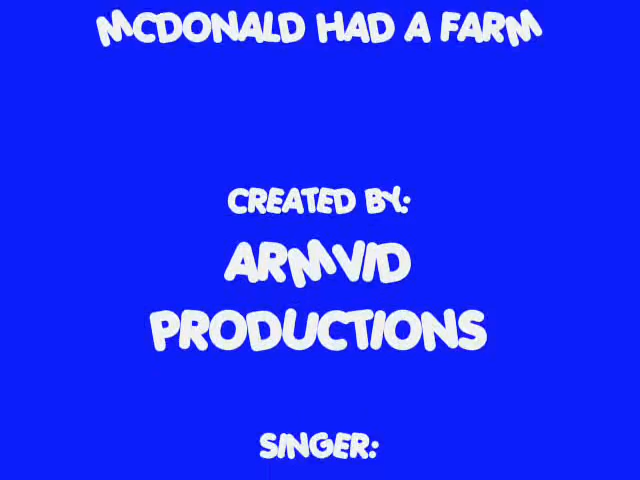 MCDONALD HAD A FARM
CREATED BY:
ARMVID
PRODUCTIONS
SINGER: